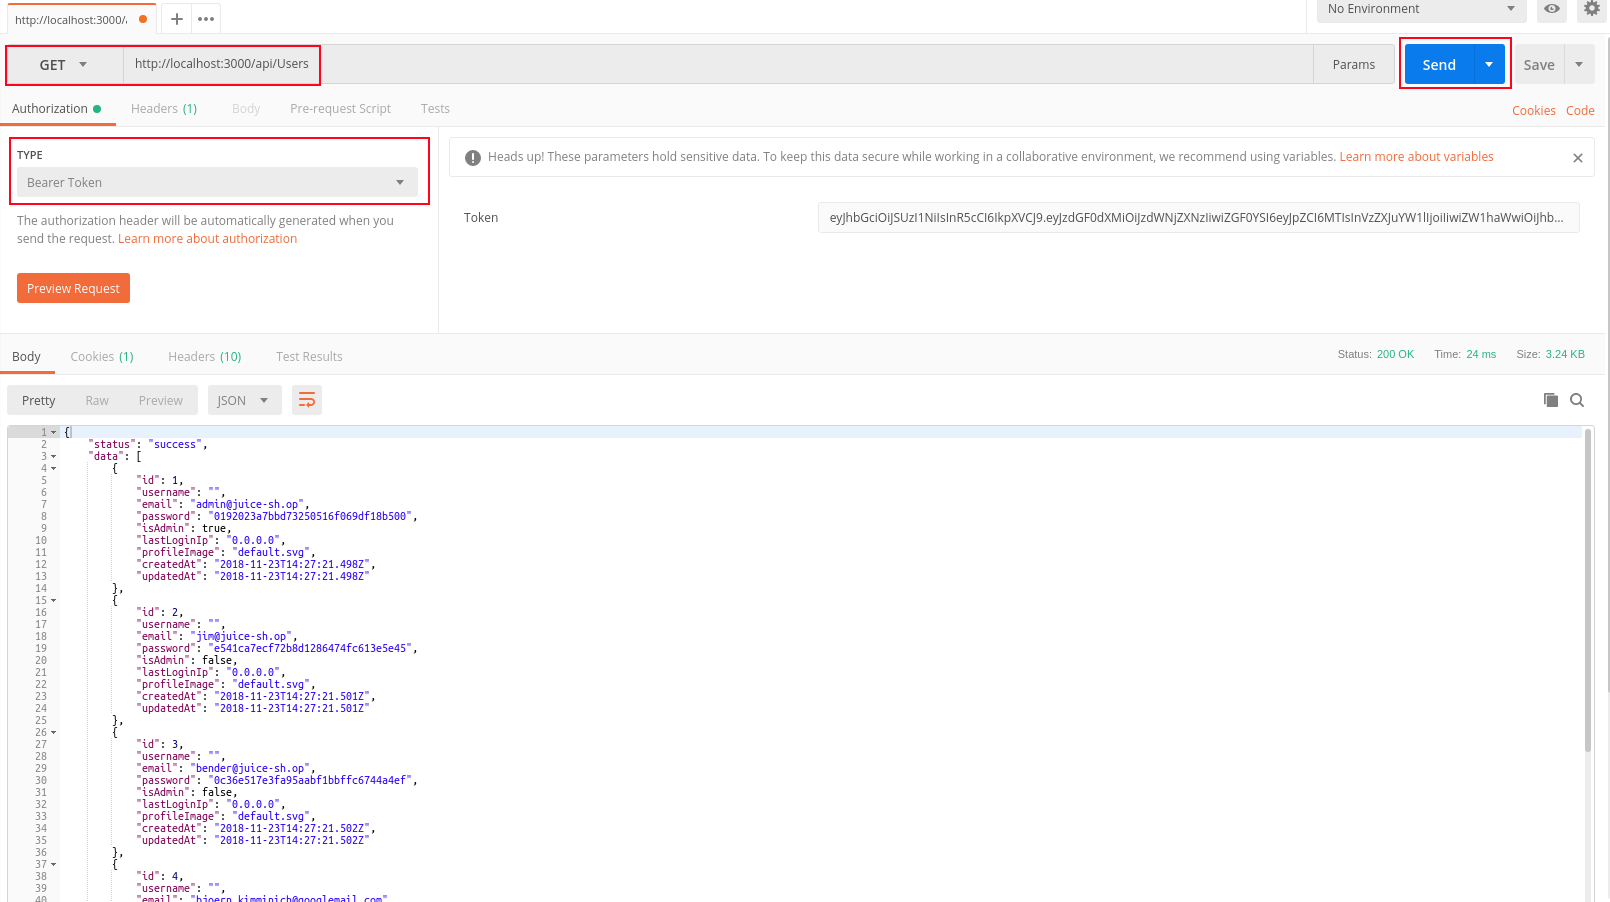 http://localhost:3000/
No Environment
GET http://localhost:3000/api/Users Params Send Save
Authorization Headers (1) Body Pre-request Script Tests Cookies Code
TYPE
Bearer Token
The authorization header will be automatically generated when you
send the request. Learn more about authorization
Preview Request
Heads up! These parameters hold sensitive data. To keep this data secure while working in a collaborative environment, we recommend using variables. Learn more about variables
Token eyJhbGciOiJSUzI1NiIsInR5cCI6IkpXVCJ9.eyJzdGF0dXMiOiJzdWNjZXNzIiwiZGF0YSI6eyJpZCI6MTIsInVzZXJuYW1lIjoiIiwiZW1haWwiOiJhb...
Body Cookies (1) Headers (10) Test Results Status: 200 OK Time: 24 ms Size: 3.24 KB
Pretty Raw Preview JSON
1 {
2 "status": "success",
3 "data": [
4 {
5 "id": 1,
6 "username": "",
7 "email": "admin@juice-sh.op",
8 "password": "0192023a7bbd73250516f069df18b500",
9 "isAdmin": true,
10 "lastLoginIp": "0.0.0.0",
11 "profileImage": "default.svg",
12 "createdAt": "2018-11-23T14:27:21.498Z",
13 "updatedAt": "2018-11-23T14:27:21.498Z"
14 },
15 {
16 "id": 2,
17 "username": "",
18 "email": "jim@juice-sh.op",
19 "password": "e541ca7ecf72b8d1286474fc613e5e45",
20 "isAdmin": false,
21 "lastLoginIp": "0.0.0.0",
22 "profileImage": "default.svg",
23 "createdAt": "2018-11-23T14:27:21.501Z",
24 "updatedAt": "2018-11-23T14:27:21.501Z"
25 },
26 {
27 "id": 3,
28 "username": "",
29 "email": "bender@juice-sh.op",
30 "password": "0c36e517e3fa95aabf1bbffc6744a4ef",
31 "isAdmin": false,
32 "lastLoginIp": "0.0.0.0",
33 "profileImage": "default.svg",
34 "createdAt": "2018-11-23T14:27:21.502Z",
35 "updatedAt": "2018-11-23T14:27:21.502Z"
36 },
37 {
38 "id": 4,
39 "username": "",
40 "email": "bjoern.kimminich@googlemail.com"